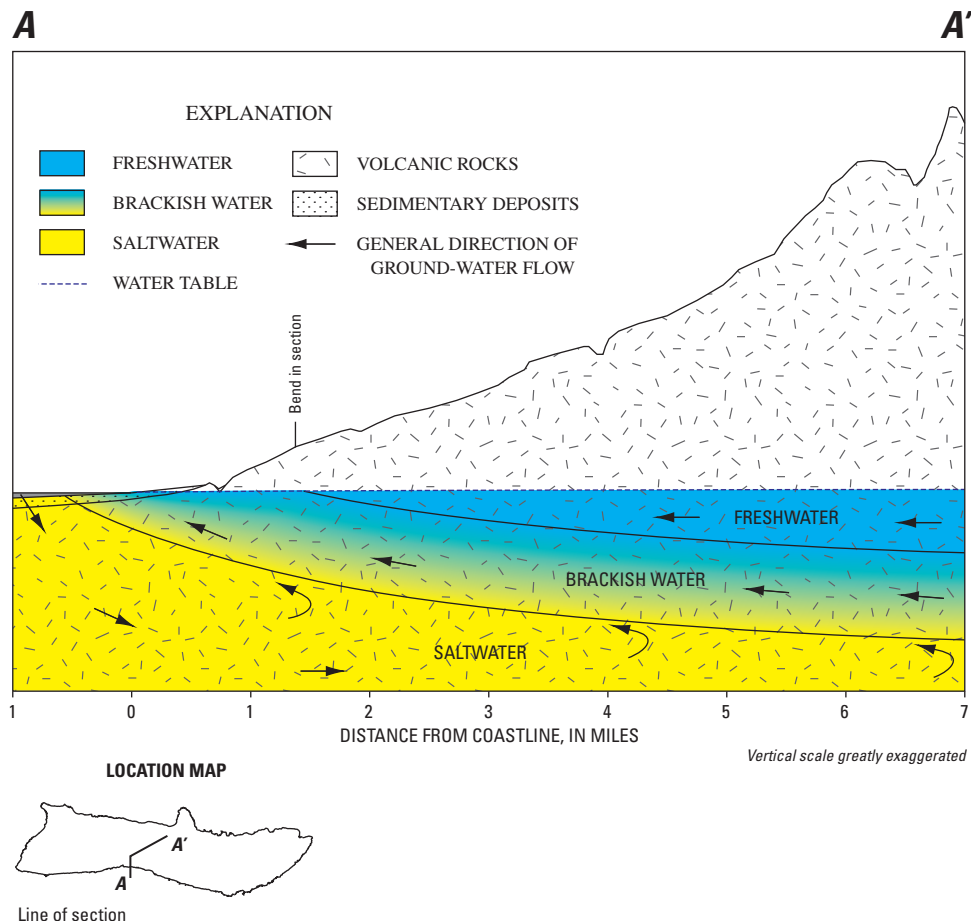 A
A'
EXPLANATION
FRESHWATER
BRACKISH WATER
SALTWATER
WATER TABLE
VOLCANIC ROCKS
SEDIMENTARY DEPOSITS
GENERAL DIRECTION OF
GROUND-WATER FLOW
Bend in section
FRESHWATER
BRACKISH WATER
SALTWATER
1 0 1 2 3 4 5 6 7
DISTANCE FROM COASTLINE, IN MILES
Vertical scale greatly exaggerated
LOCATION MAP
A'
A
Line of section